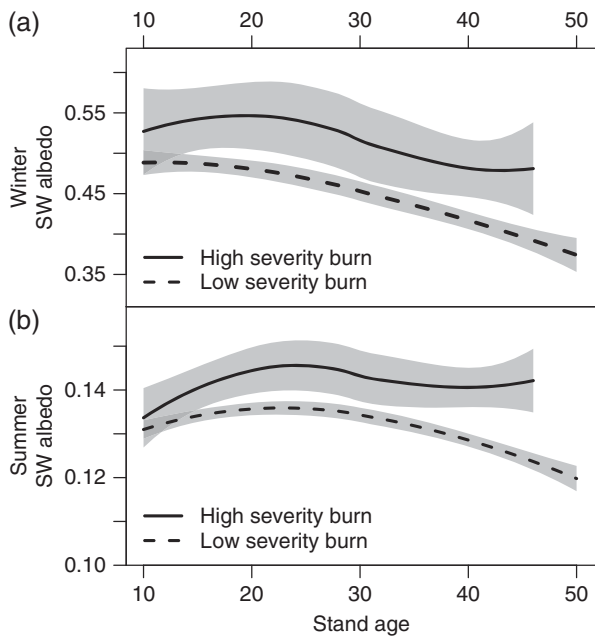 (a)
10 20 30 40 50
0.55
0.45
0.35
Winter
SW albedo
High severity burn
Low severity burn
(b)
0.14
0.12
0.10
Summer
SW albedo
High severity burn
Low severity burn
10 20 30 40 50
Stand age